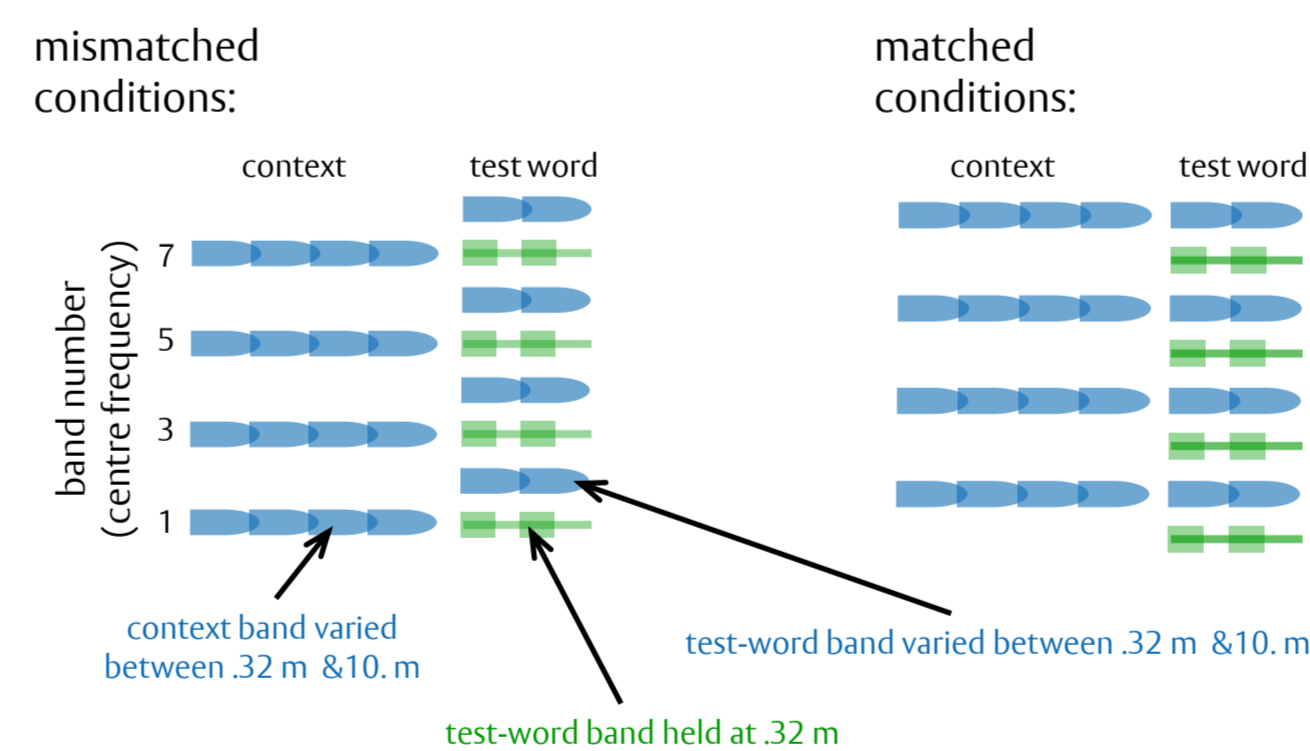 mismatched
conditions:
matched
conditions:
context
test word
context
test word
band number
(centre frequency)
7
5
3
1
context band varied
between .32 m &10. m
test-word band varied between .32 m &10. m
test-word band held at .32 m